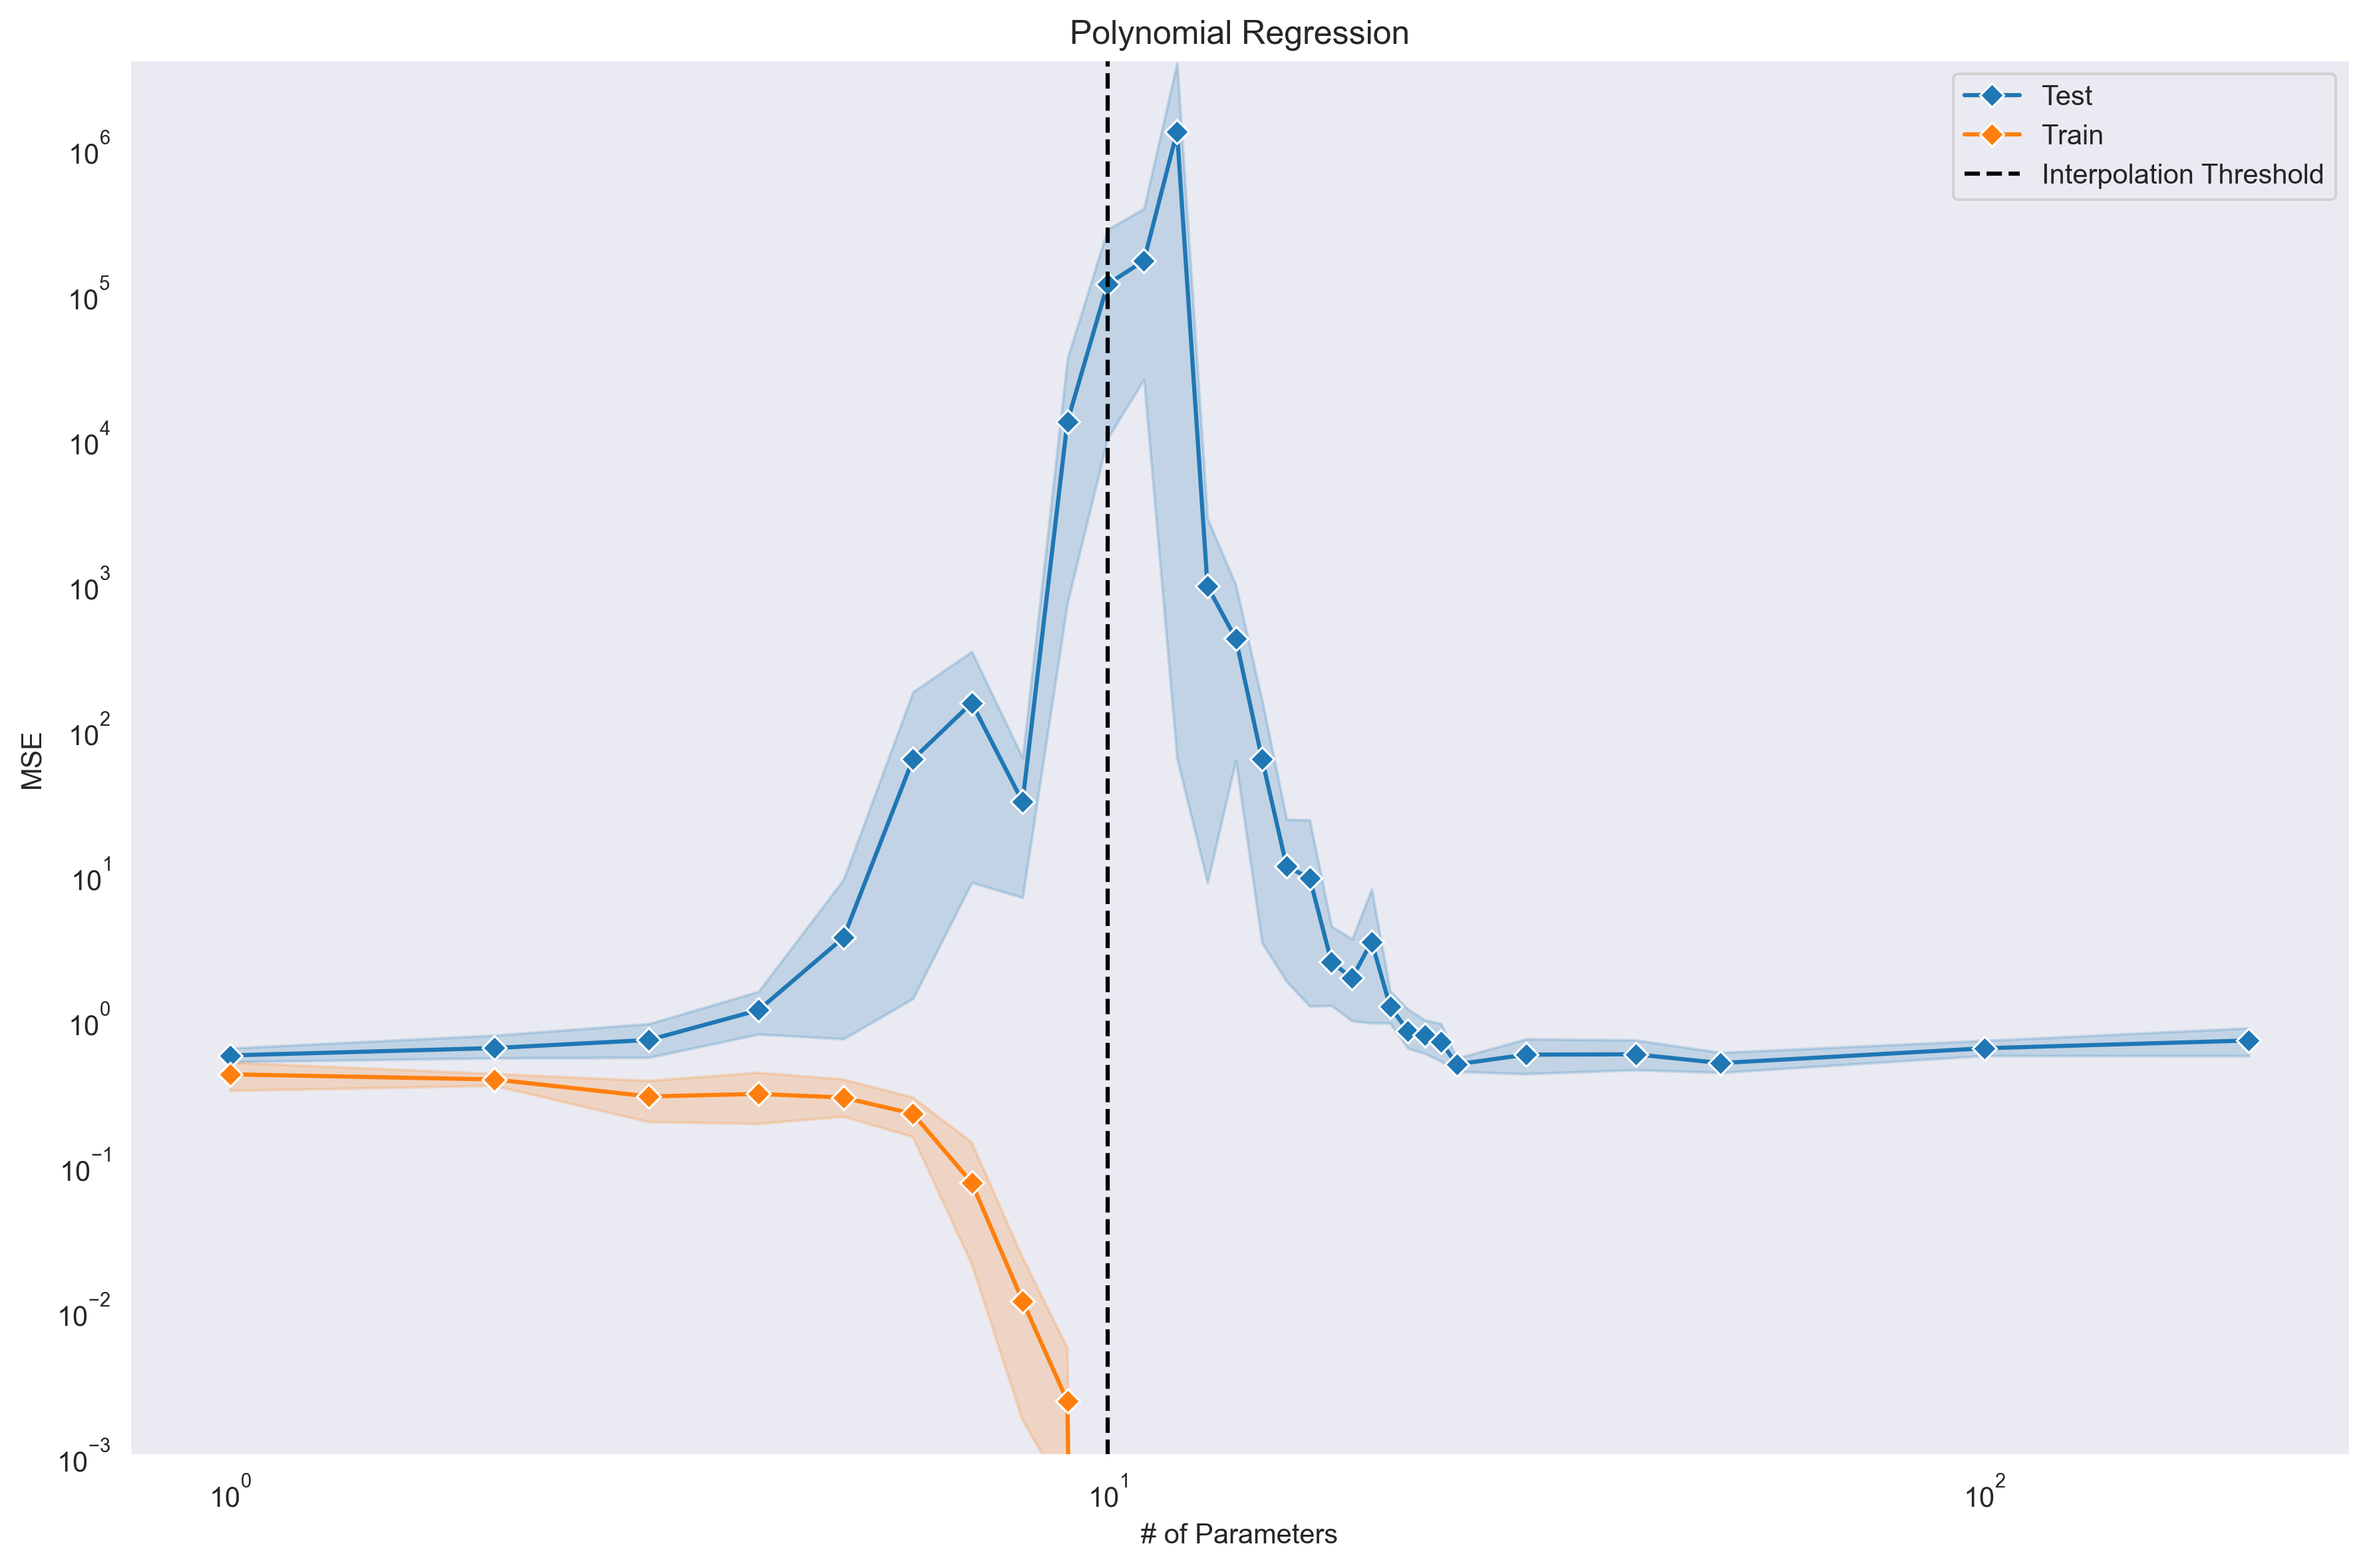 Polynomial Regression
Test
Train
Interpolation Threshold
MSE
10^6
10^5
10^4
10^3
10^2
10^1
10^0
10^−1
10^−2
10^−3
10^0 10^1 10^2
# of Parameters